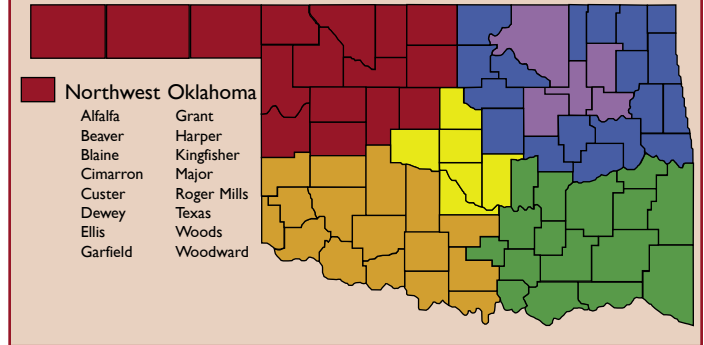 Northwest Oklahoma
Alfalfa
Beaver
Blaine
Cimarron
Custer
Dewey
Ellis
Garfield
Grant
Harper
Kingfisher
Major
Roger Mills
Texas
Woods
Woodward